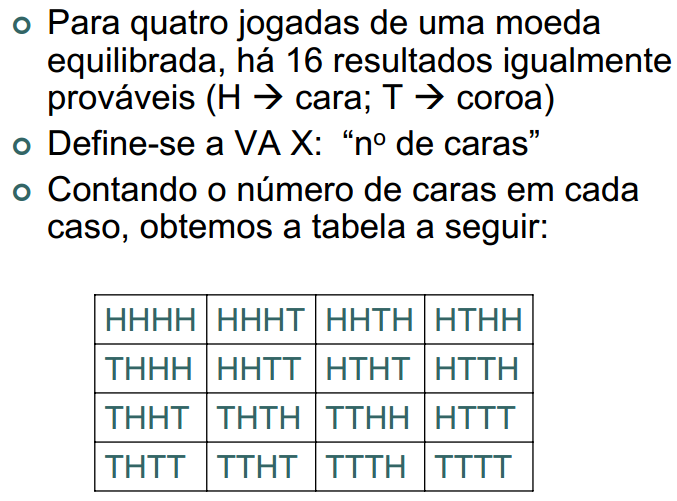 Para quatro jogadas de uma moeda
equilibrada, há 16 resultados igualmente
prováveis (H → cara; T → coroa)
Define-se a VA X: “nº de caras”
Contando o número de caras em cada
caso, obtemos a tabela a seguir:
HHHH HHHT HHTH HTHH
THHH HHTT HTHT HTTH
THHT THTH TTHH HTTT
THTT TTHT TTTH TTTT